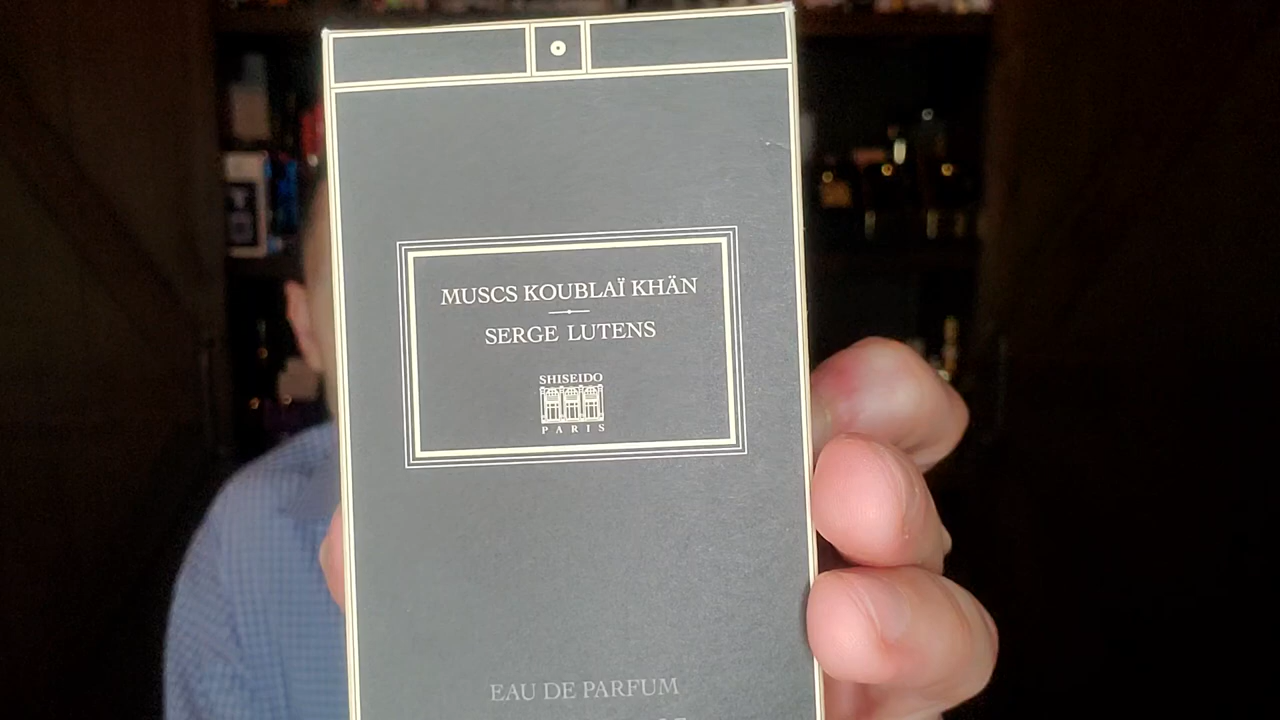 MUSCS KOUBLAÏ KHÄN
SERGE LUTENS
SHISEIDO
PARIS
EAU DE PARFUM